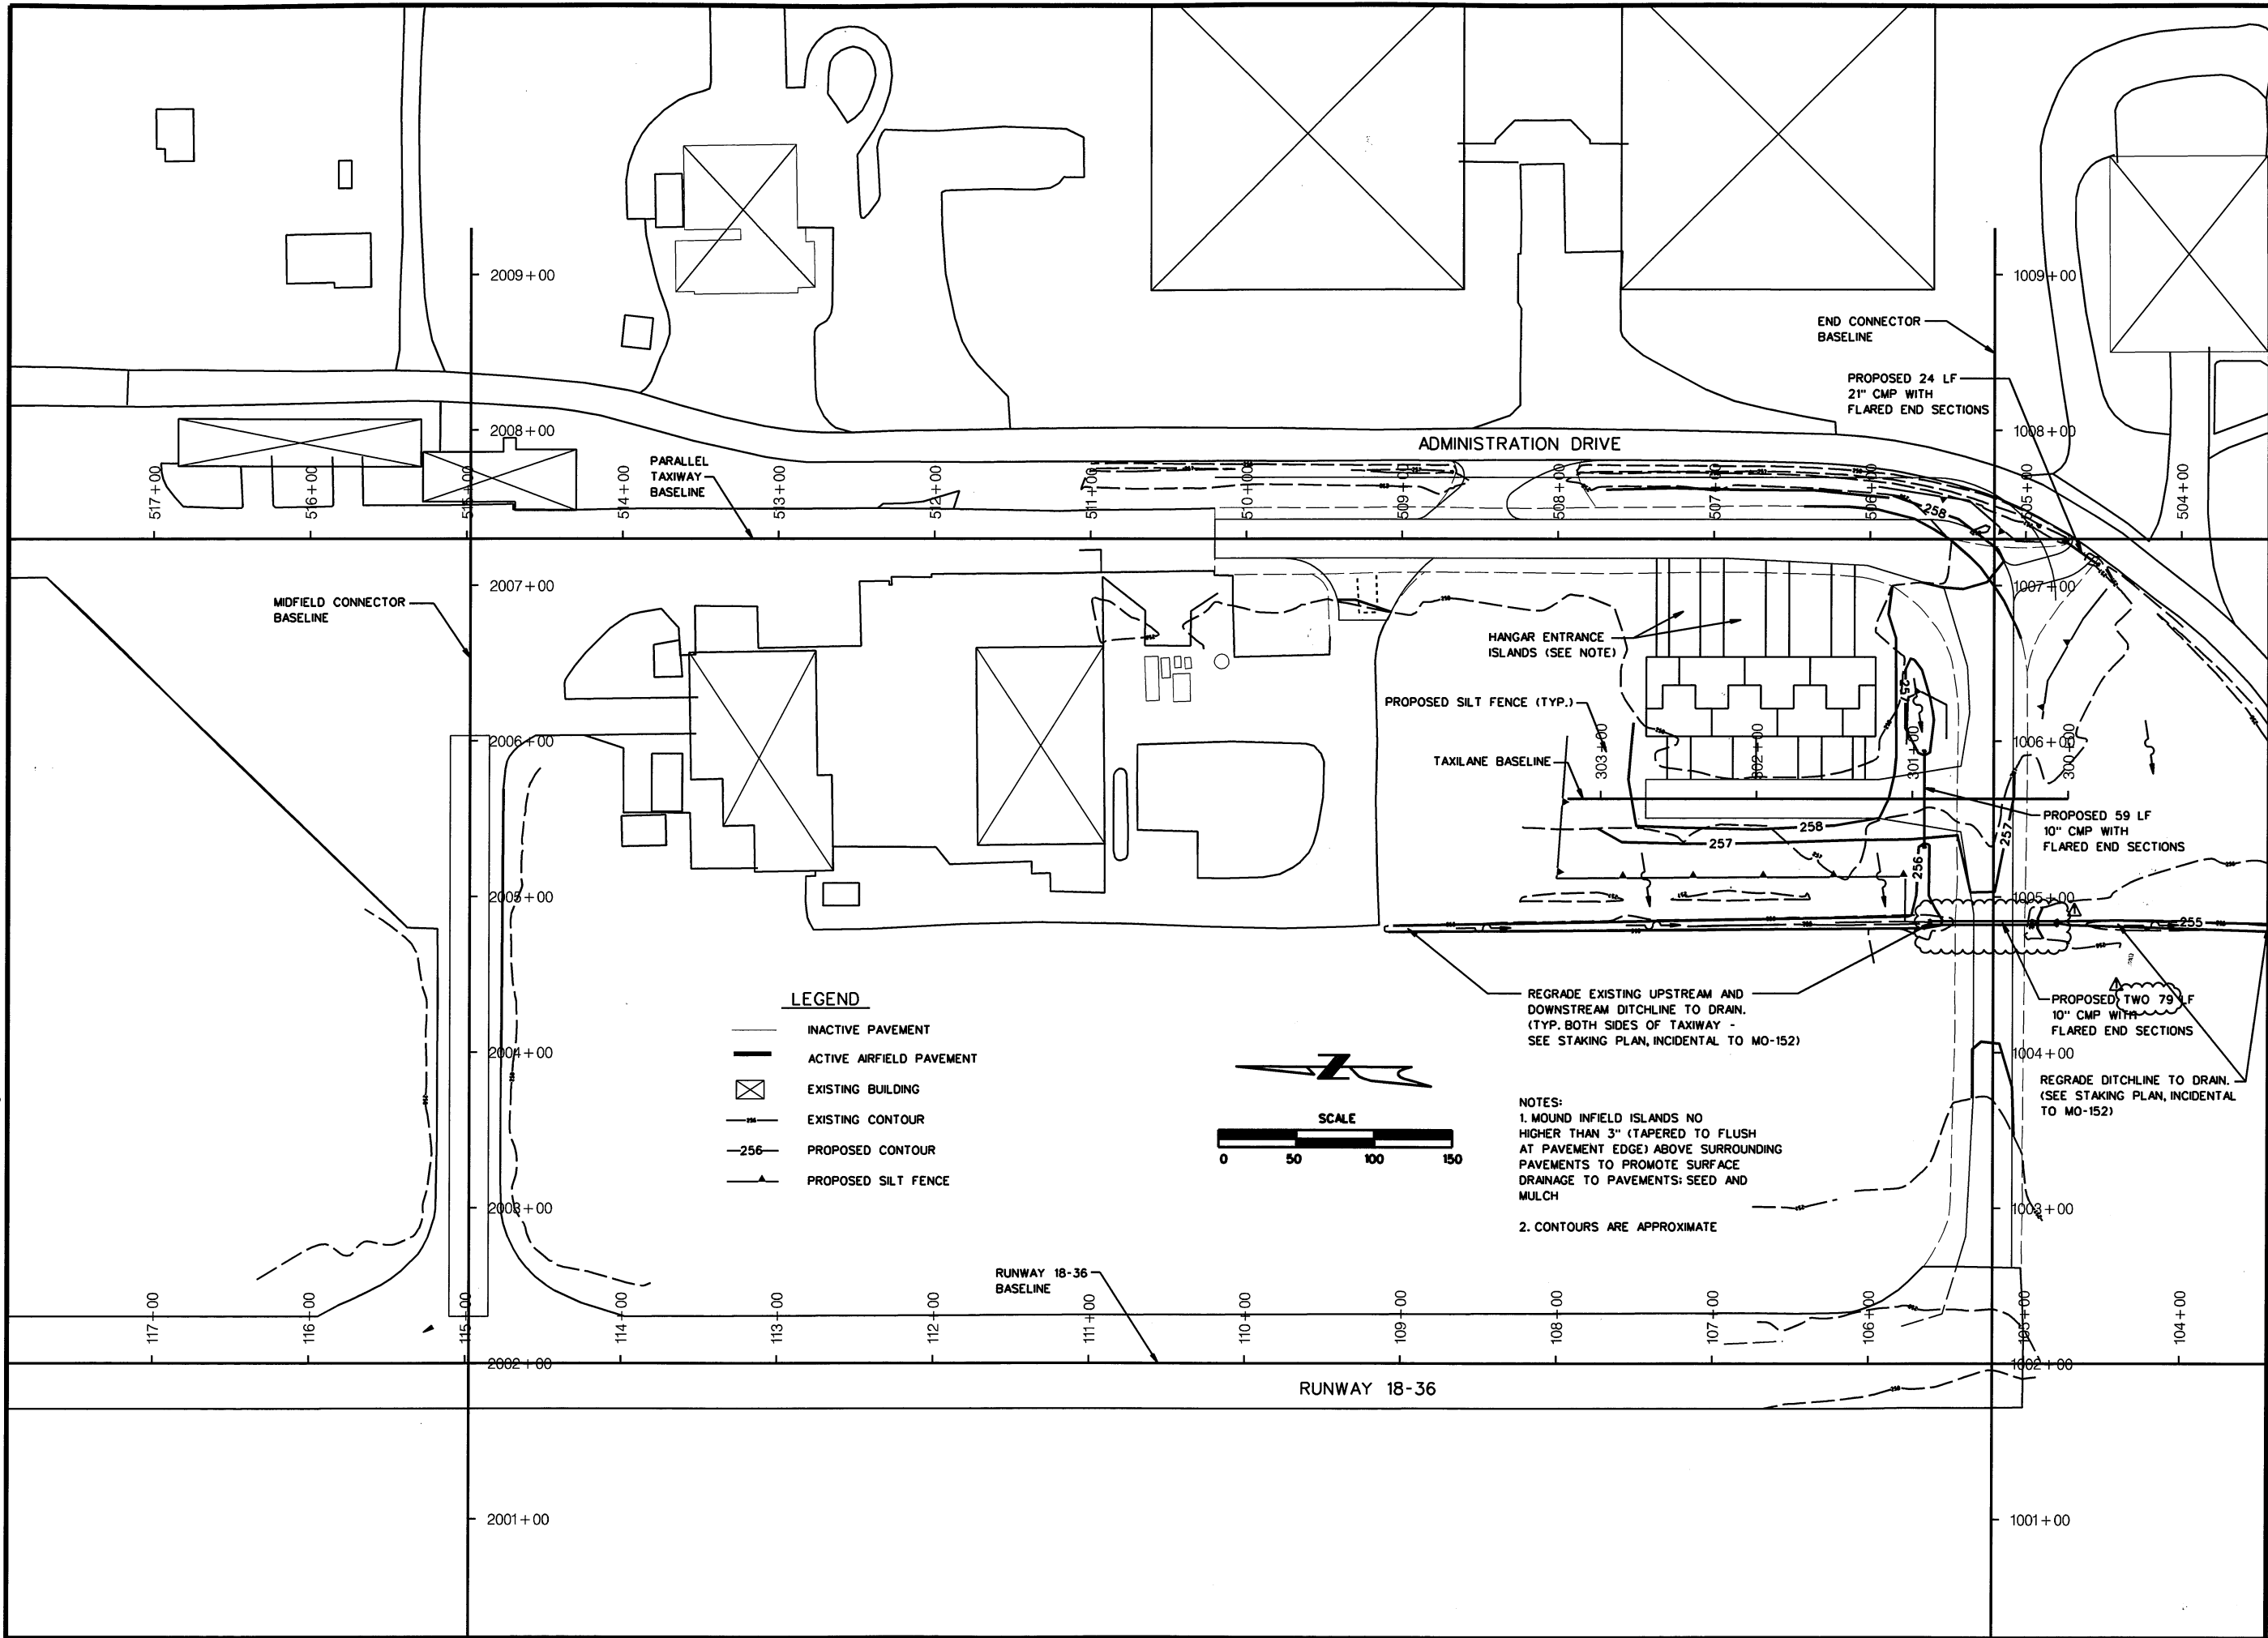 2009+00
1009+00
END CONNECTOR
BASELINE
PROPOSED 24 LF
21" CMP WITH
FLARED END SECTIONS
2008+00
1008+00
ADMINISTRATION DRIVE
PARALLEL
TAXIWAY
BASELINE
517+00
516+00
515+00
514+00
513+00
512+00
511+00
510+00
509+00
508+00
507+00
506+00
505+00
504+00
258
2007+00
1007+00
MIDFIELD CONNECTOR
BASELINE
HANGAR ENTRANCE
ISLANDS (SEE NOTE)
PROPOSED SILT FENCE (TYP.)
257
2006+00
1006+00
TAXILANE BASELINE
303+00
302+00
301+00
300+00
PROPOSED 59 LF
10" CMP WITH
FLARED END SECTIONS
258
257
257
256
2005+00
1005+00
255
REGRADE EXISTING UPSTREAM AND
DOWNSTREAM DITCHLINE TO DRAIN.
(TYP. BOTH SIDES OF TAXIWAY -
SEE STAKING PLAN, INCIDENTAL TO MO-152)
PROPOSED TWO 79 LF
10" CMP WITH
FLARED END SECTIONS
2004+00
1004+00
REGRADE DITCHLINE TO DRAIN.
(SEE STAKING PLAN, INCIDENTAL
TO MO-152)
LEGEND
INACTIVE PAVEMENT
ACTIVE AIRFIELD PAVEMENT
EXISTING BUILDING
EXISTING CONTOUR
256 PROPOSED CONTOUR
PROPOSED SILT FENCE
SCALE
0 50 100 150
NOTES:
1. MOUND INFIELD ISLANDS NO
HIGHER THAN 3" (TAPERED TO FLUSH
AT PAVEMENT EDGE) ABOVE SURROUNDING
PAVEMENTS TO PROMOTE SURFACE
DRAINAGE TO PAVEMENTS; SEED AND
MULCH
2. CONTOURS ARE APPROXIMATE
2003+00
1003+00
RUNWAY 18-36
BASELINE
117+00
116+00
115+00
114+00
113+00
112+00
111+00
110+00
109+00
108+00
107+00
106+00
105+00
104+00
2002+00
1002+00
RUNWAY 18-36
2001+00
1001+00